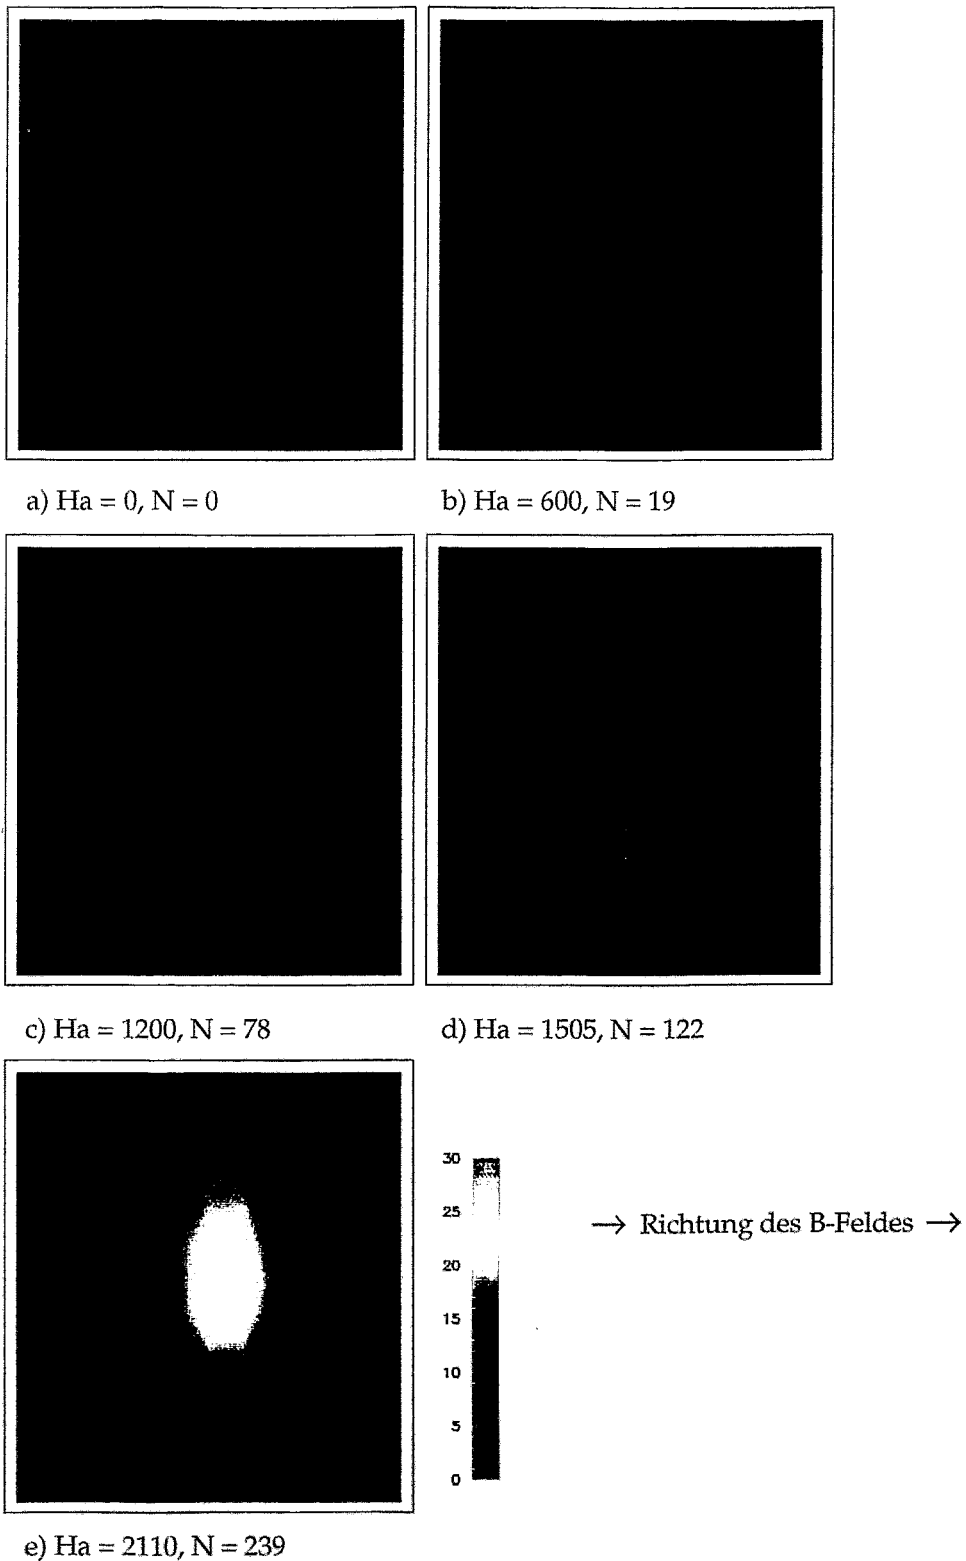 a) Ha = 0, N = 0
b) Ha = 600, N = 19
c) Ha = 1200, N = 78
d) Ha = 1505, N = 122
30
25
20
15
10
5
0
→ Richtung des B-Feldes →
e) Ha = 2110, N = 239